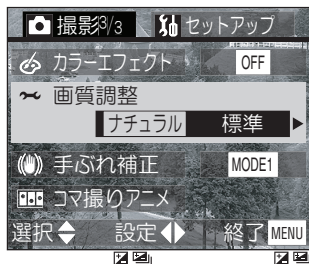 撮影3/3 セットアップ
カラーエフェクト OFF
画質調整
ナチュラル 標準
手ぶれ補正 MODE1
コマ撮りアニメ
選択 設定 終了 MENU